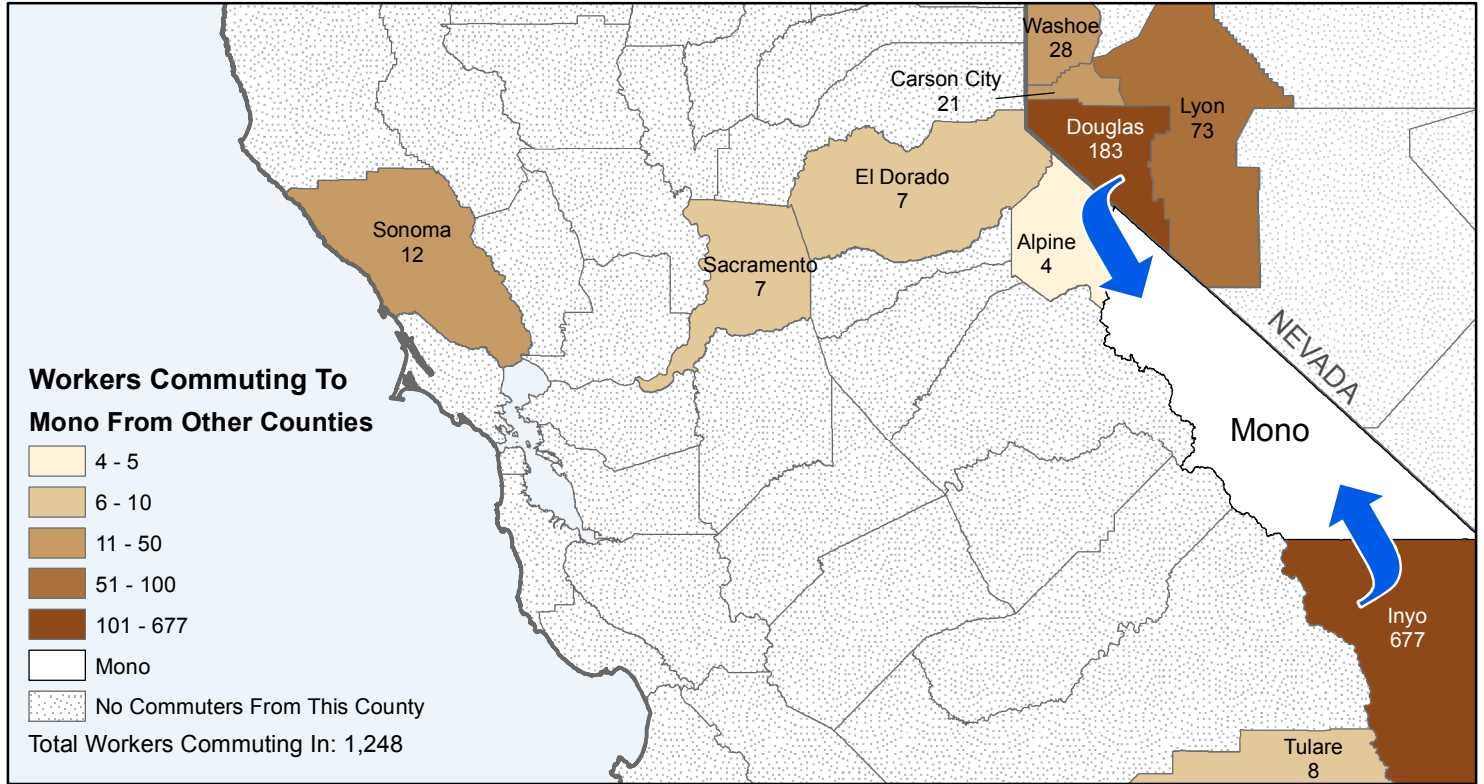 Washoe
28
Carson City
21
Lyon
73
Douglas
183
El Dorado
7
Sonoma
12
Alpine
4
Sacramento
7
NEVADA
Mono
Inyo
677
Tulare
8
Workers Commuting To
Mono From Other Counties
4 - 5
6 - 10
11 - 50
51 - 100
101 - 677
Mono
No Commuters From This County
Total Workers Commuting In: 1,248